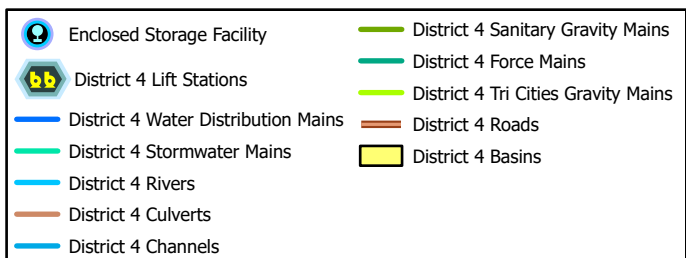 Enclosed Storage Facility
District 4 Lift Stations
District 4 Water Distribution Mains
District 4 Stormwater Mains
District 4 Rivers
District 4 Culverts
District 4 Channels
District 4 Sanitary Gravity Mains
District 4 Force Mains
District 4 Tri Cities Gravity Mains
District 4 Roads
District 4 Basins